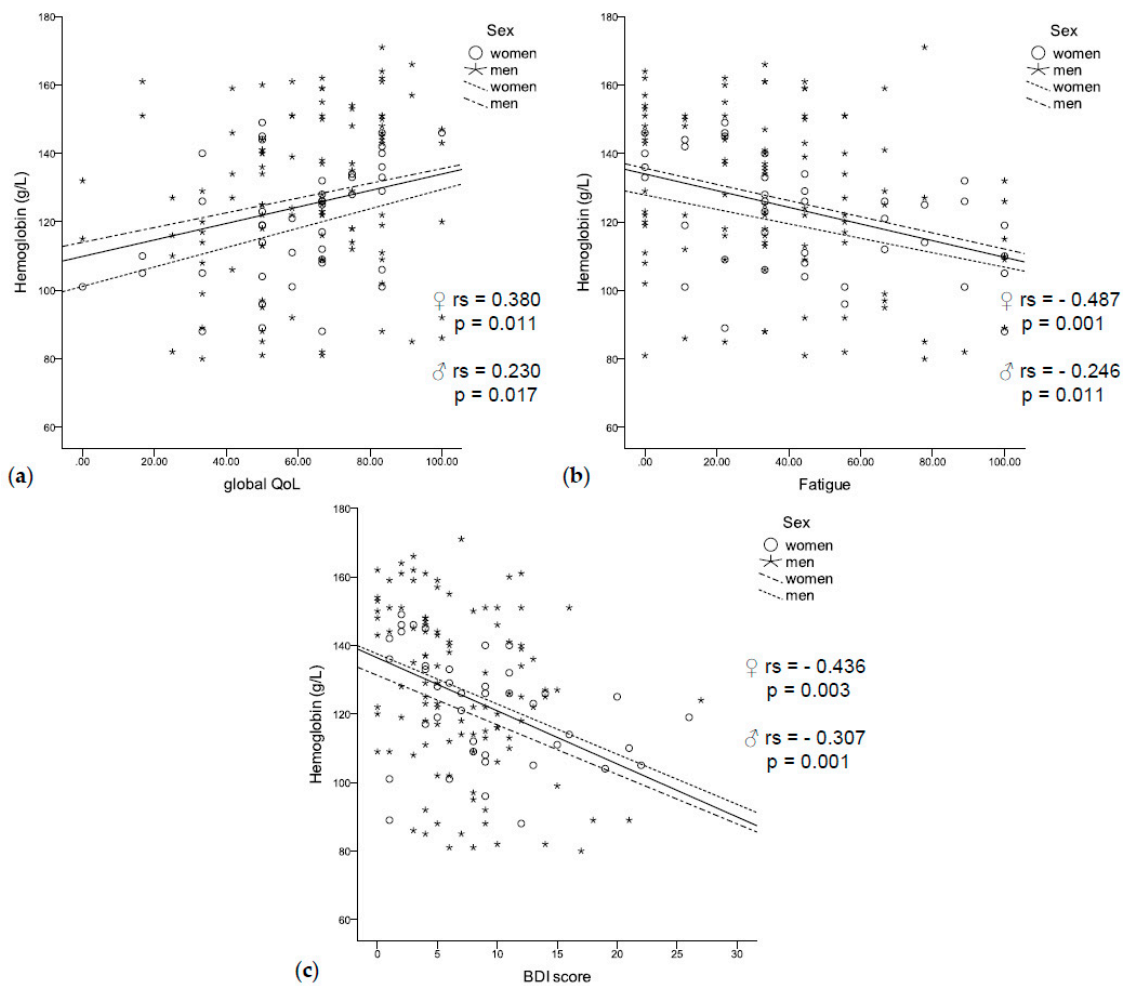 180
160
140
120
100
80
60
Hemoglobin (g/L)
.00 20.00 40.00 60.00 80.00 100.00
global QoL
(a)
Sex
women
men
women
men
♀ rs = 0.380
p = 0.011
♂ rs = 0.230
p = 0.017
180
160
140
120
100
80
60
Hemoglobin (g/L)
.00 20.00 40.00 60.00 80.00 100.00
Fatigue
(b)
Sex
women
men
women
men
♀ rs = - 0.487
p = 0.001
♂ rs = - 0.246
p = 0.011
180
160
140
120
100
80
60
Hemoglobin (g/L)
0 5 10 15 20 25 30
BDI score
(c)
Sex
women
men
women
men
♀ rs = - 0.436
p = 0.003
♂ rs = - 0.307
p = 0.001